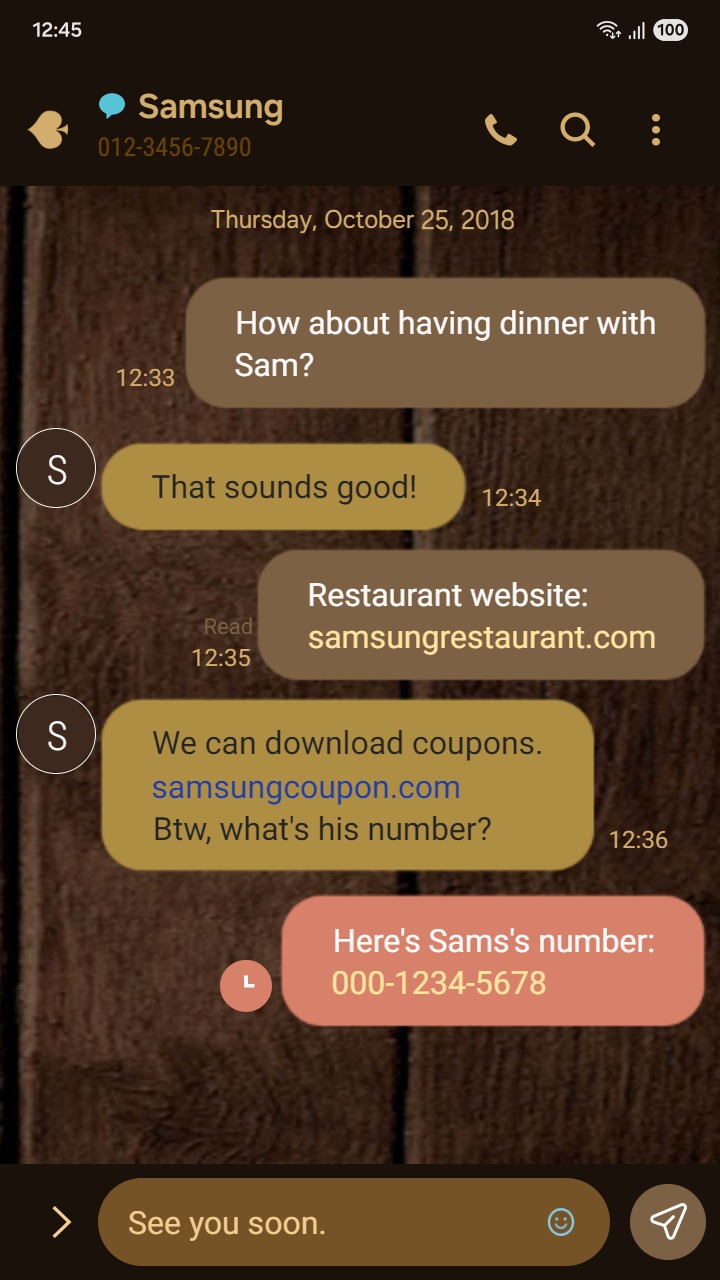 12:45
100
Samsung
012-3456-7890
Thursday, October 25, 2018
How about having dinner with
Sam?
12:33
S
That sounds good!
12:34
Restaurant website:
samsungrestaurant.com
Read
12:35
S
We can download coupons.
samsungcoupon.com
Btw, what's his number?
12:36
Here's Sams's number:
000-1234-5678
See you soon.